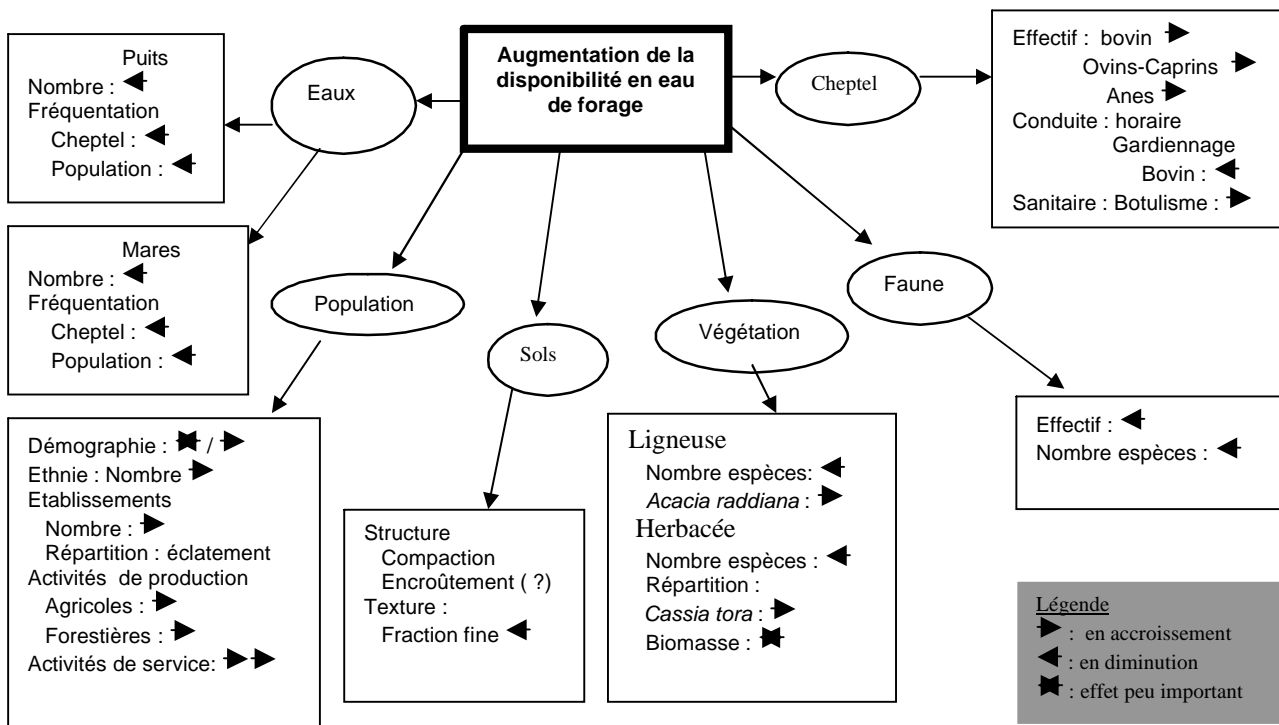 Augmentation de la
disponibilité en eau
de forage
Eaux
Puits
Nombre :
Fréquentation
Cheptel :
Population :
Mares
Nombre :
Fréquentation
Cheptel :
Population :
Population
Démographie : /
Ethnie : Nombre
Etablissements
Nombre :
Répartition : éclatement
Activités de production
Agricoles :
Forestières :
Activités de service:
Sols
Structure
Compaction
Encroûtement ( ?)
Texture :
Fraction fine
Végétation
Ligneuse
Nombre espèces:
Acacia raddiana :
Herbacée
Nombre espèces :
Répartition :
Cassia tora :
Biomasse :
Faune
Effectif :
Nombre espèces :
Cheptel
Effectif : bovin
Ovins-Caprins
Anes
Conduite : horaire
Gardiennage
Bovin :
Sanitaire : Botulisme :
Légende
: en accroissement
: en diminution
: effet peu important